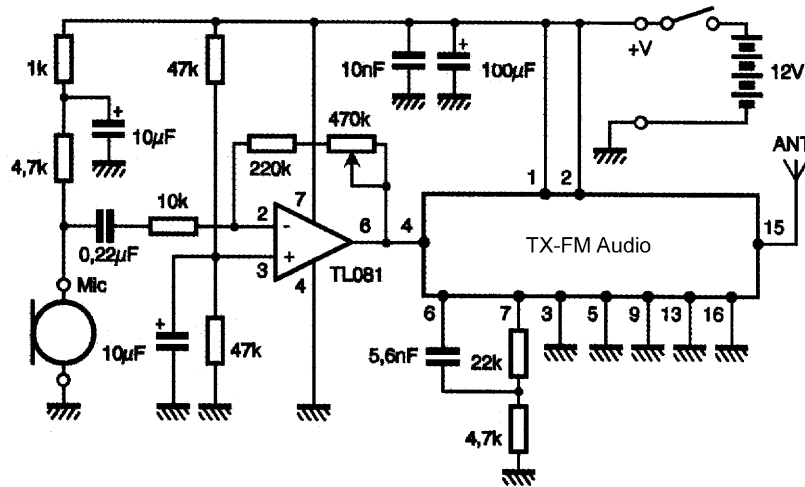 1k
47k
7
10nF
+
100µF
+V
12V
+
10µF
4,7k
220k
470k
ANT
1
2
10k
2
7
-
6
4
TX-FM Audio
15
0,22µF
+
3
4
TL081
Mic
+
10µF
47k
6
7
3
5
9
13
16
5,6nF
22k
4,7k